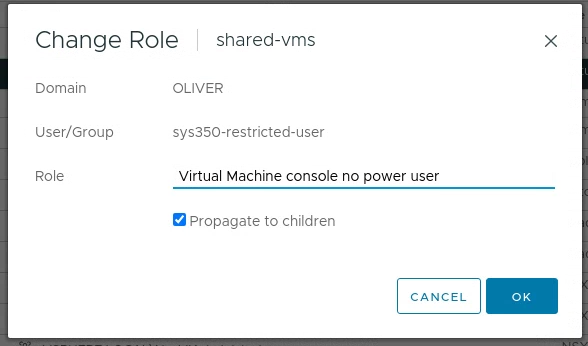 Change Role shared-vms
Domain OLIVER
User/Group sys350-restricted-user
Role Virtual Machine console no power user
Propagate to children
CANCEL OK